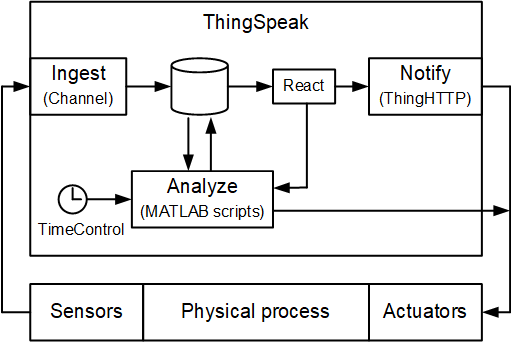 ThingSpeak
Ingest
(Channel)
React
Notify
(ThingHTTP)
Analyze
(MATLAB scripts)
TimeControl
Sensors
Physical process
Actuators